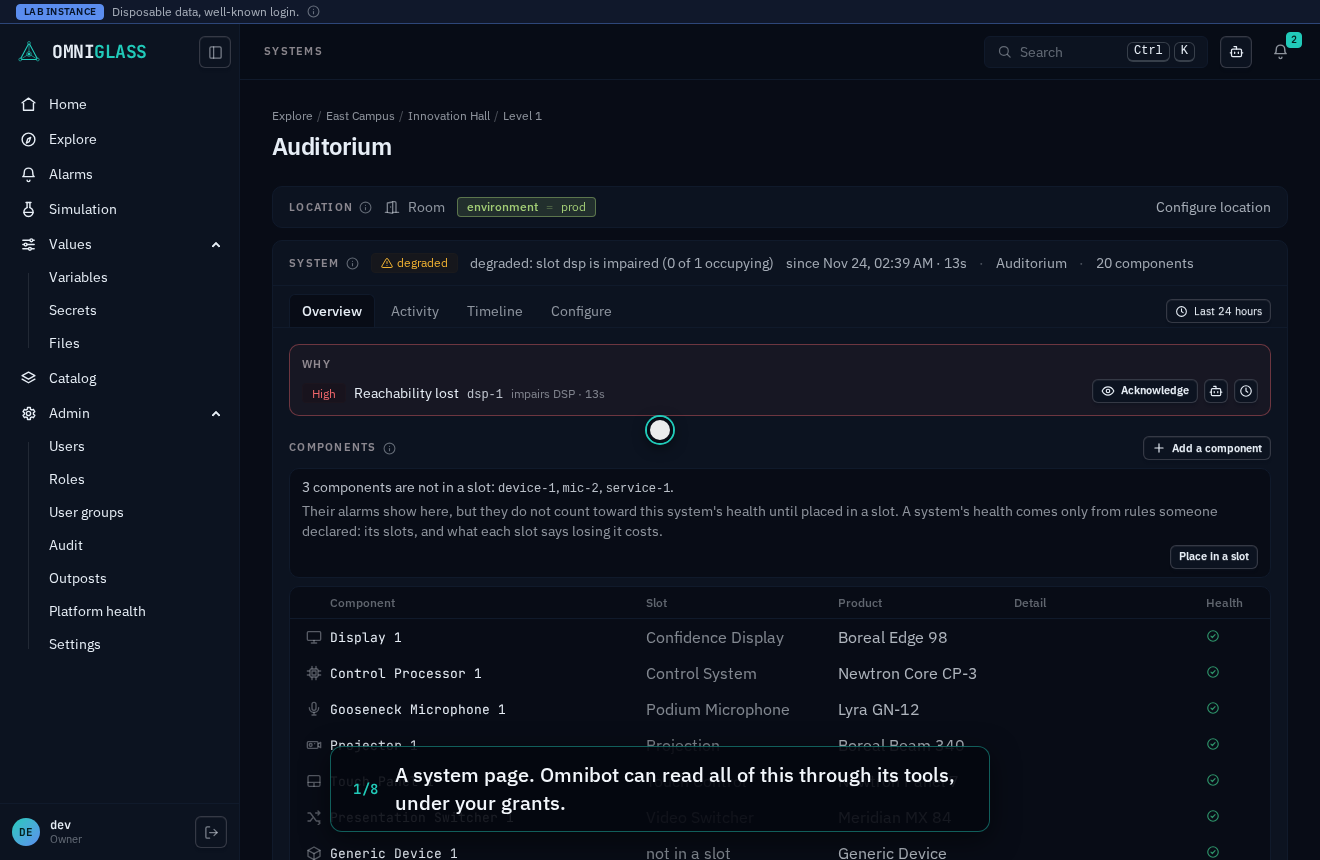 LAB INSTANCE Disposable data, well-known login.
OMNIGLASS
SYSTEMS
Search Ctrl K
2
Home
Explore
Alarms
Simulation
Values
Variables
Secrets
Files
Catalog
Admin
Users
Roles
User groups
Audit
Outposts
Platform health
Settings
DE dev
Owner
Explore / East Campus / Innovation Hall / Level 1
Auditorium
LOCATION Room environment = prod Configure location
SYSTEM degraded degraded: slot dsp is impaired (0 of 1 occupying) since Nov 24, 02:39 AM · 13s · Auditorium · 20 components
Overview Activity Timeline Configure Last 24 hours
WHY
High Reachability lost dsp-1 impairs DSP · 13s Acknowledge
COMPONENTS Add a component
3 components are not in a slot: device-1, mic-2, service-1.
Their alarms show here, but they do not count toward this system's health until placed in a slot. A system's health comes only from rules someone
declared: its slots, and what each slot says losing it costs.
Place in a slot
Component Slot Product Detail Health
Display 1 Confidence Display Boreal Edge 98
Control Processor 1 Control System Newtron Core CP-3
Gooseneck Microphone 1 Podium Microphone Lyra GN-12
Projector 1 Projection Boreal Beam 340
Presentation Switcher 1 Video Switcher Meridian MX 84
Generic Device 1 not in a slot Generic Device
1/8 A system page. Omnibot can read all of this through its tools,
under your grants.